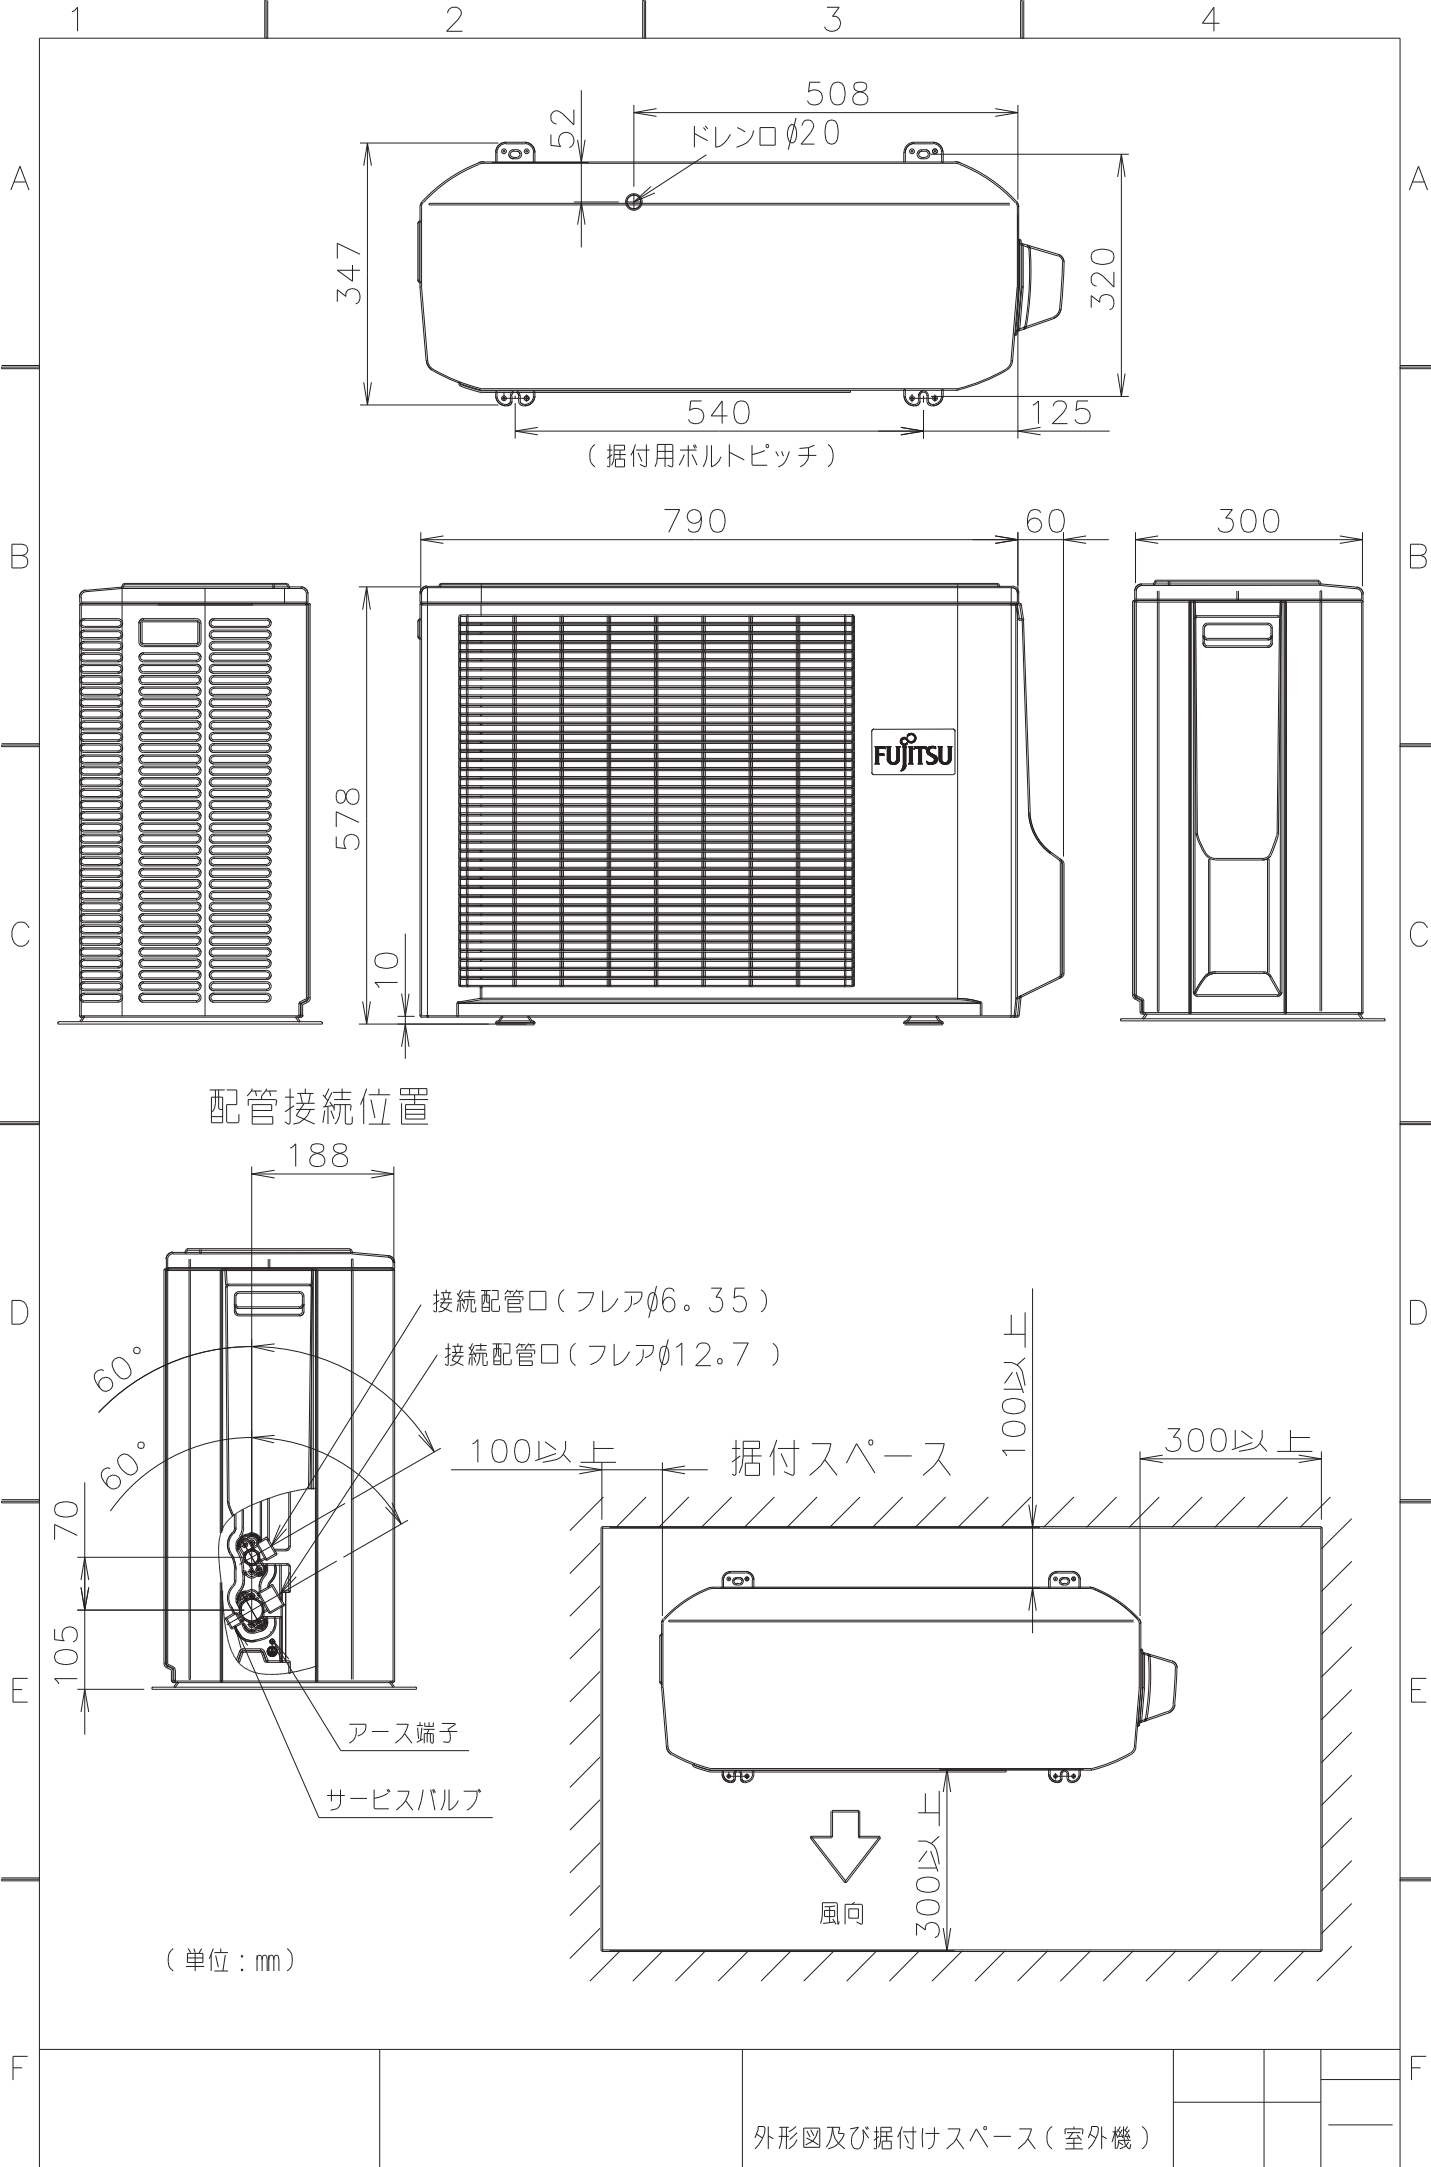 1
2
3
4
A
A
508
52
ドレン口 φ20
347
320
540
125
(据付用ボルトピッチ)
B
B
790
60
300
FUJITSU
578
10
C
C
配管接続位置
188
D
D
接続配管口(フレアφ6。35)
接続配管口(フレアφ12.7 )
60°
60°
100以上
100以上
据付スペース
300以上
70
105
E
E
アース端子
サービスバルブ
300以上
風向
(単位:mm)
F
F
外形図及び据付けスペース(室外機)